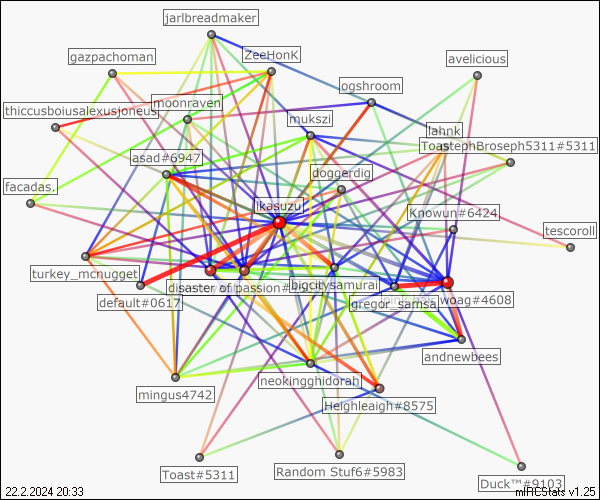 jarlbreadmaker
gazpachoman
ZeeHonK
avelicious
ogshroom
thiccusboiusalexusjoneus
moonraven
mukszi
lahnk
ToastephBroseph5311#5311
asad#6947
doggerdig
facadas.
ikasuzu
Knowun#6424
tescoroll
turkey_mcnugget
disaster of passion#
bigcitysamurai
woag#4608
default#0617
gregor_samsa
andnewbees
mingus4742
neokingghidorah
Heighleigh#8575
Toast#5311
Random Stuf6#5983
Duck™#9103
22.2.2024 20:33
mIRCStats v1.25